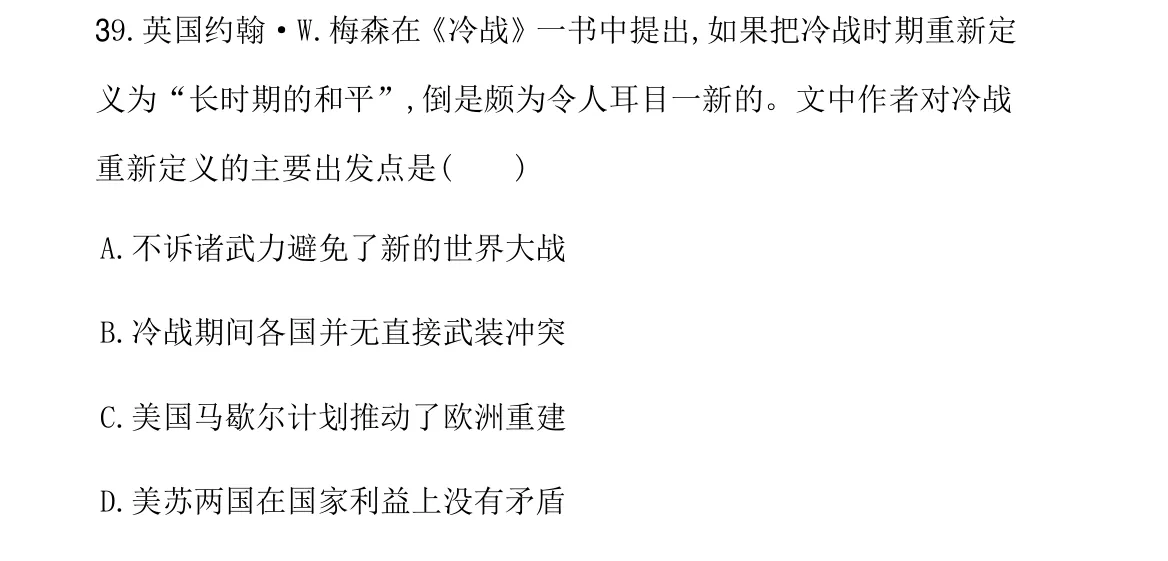 39.英国约翰·W.梅森在《冷战》一书中提出,如果把冷战时期重新定
义为“长时期的和平”,倒是颇为令人耳目一新的。文中作者对冷战
重新定义的主要出发点是(　　)
A.不诉诸武力避免了新的世界大战
B.冷战期间各国并无直接武装冲突
C.美国马歇尔计划推动了欧洲重建
D.美苏两国在国家利益上没有矛盾